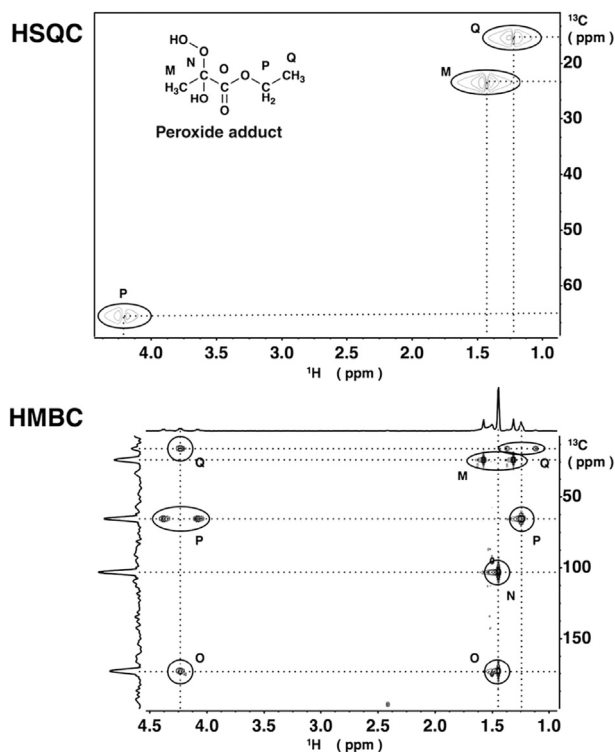 HSQC
HO
O
N
M
H₃C
HO
C
C
O
O
O
P
CH₂
Q
CH₃
Peroxide adduct
Q
M
P
¹³C
( ppm )
20
30
40
50
60
4.0
3.5
3.0
2.5
2.0
1.5
1.0
¹H ( ppm )
HMBC
¹³C
( ppm )
Q
M
Q
50
P
P
100
N
O
O
150
4.5
4.0
3.5
3.0
2.5
2.0
1.5
1.0
¹H ( ppm )